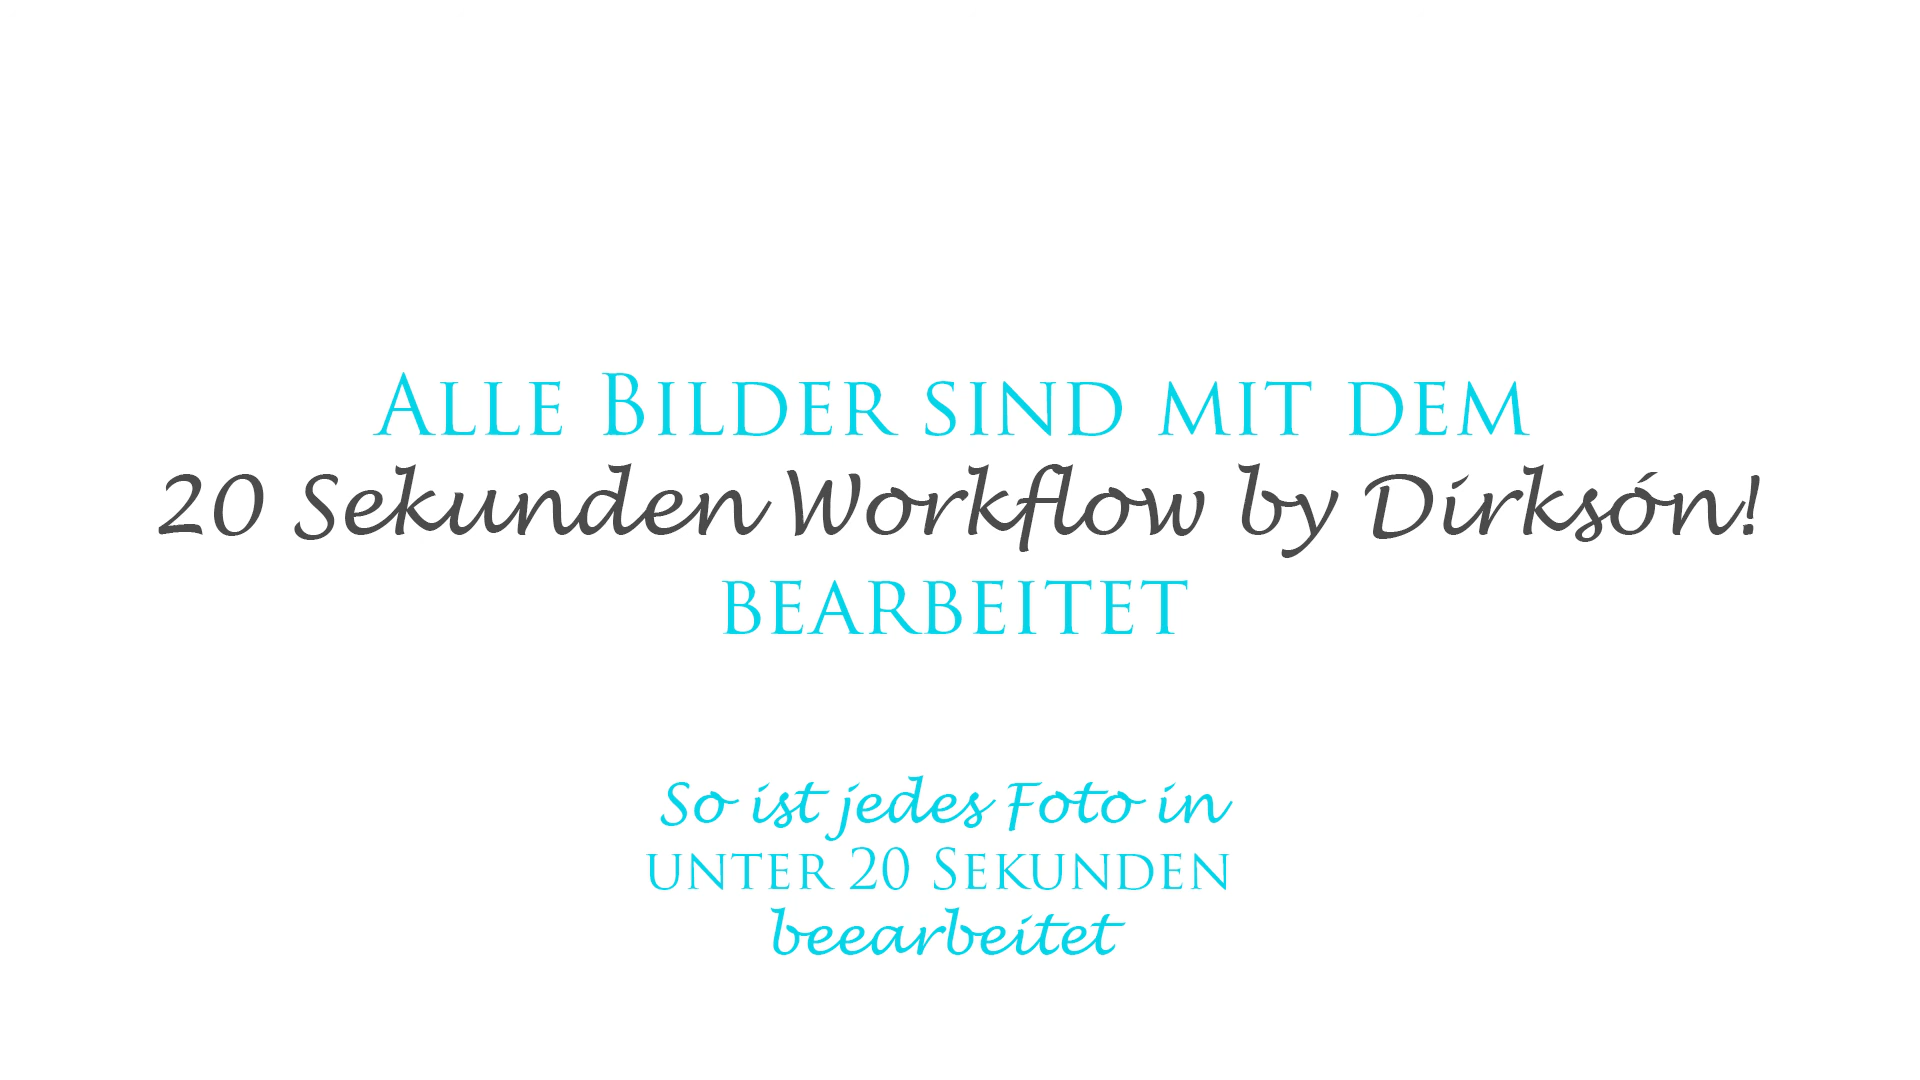 Alle Bilder sind mit dem
20 Sekunden Workflow by Dirksón!
bearbeitet
So ist jedes Foto in
unter 20 Sekunden
beearbeitet